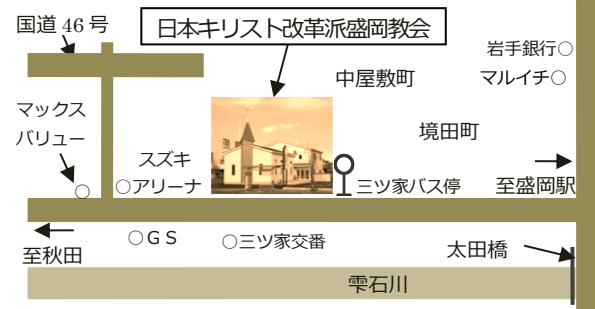 国道 46 号
日本キリスト改革派盛岡教会
岩手銀行○
マルイチ○
中屋敷町
境田町
マックス
バリュー
○
スズキ
○アリーナ
三ツ家バス停
至盛岡駅
至秋田
○GS
○三ツ家交番
太田橋
雫石川